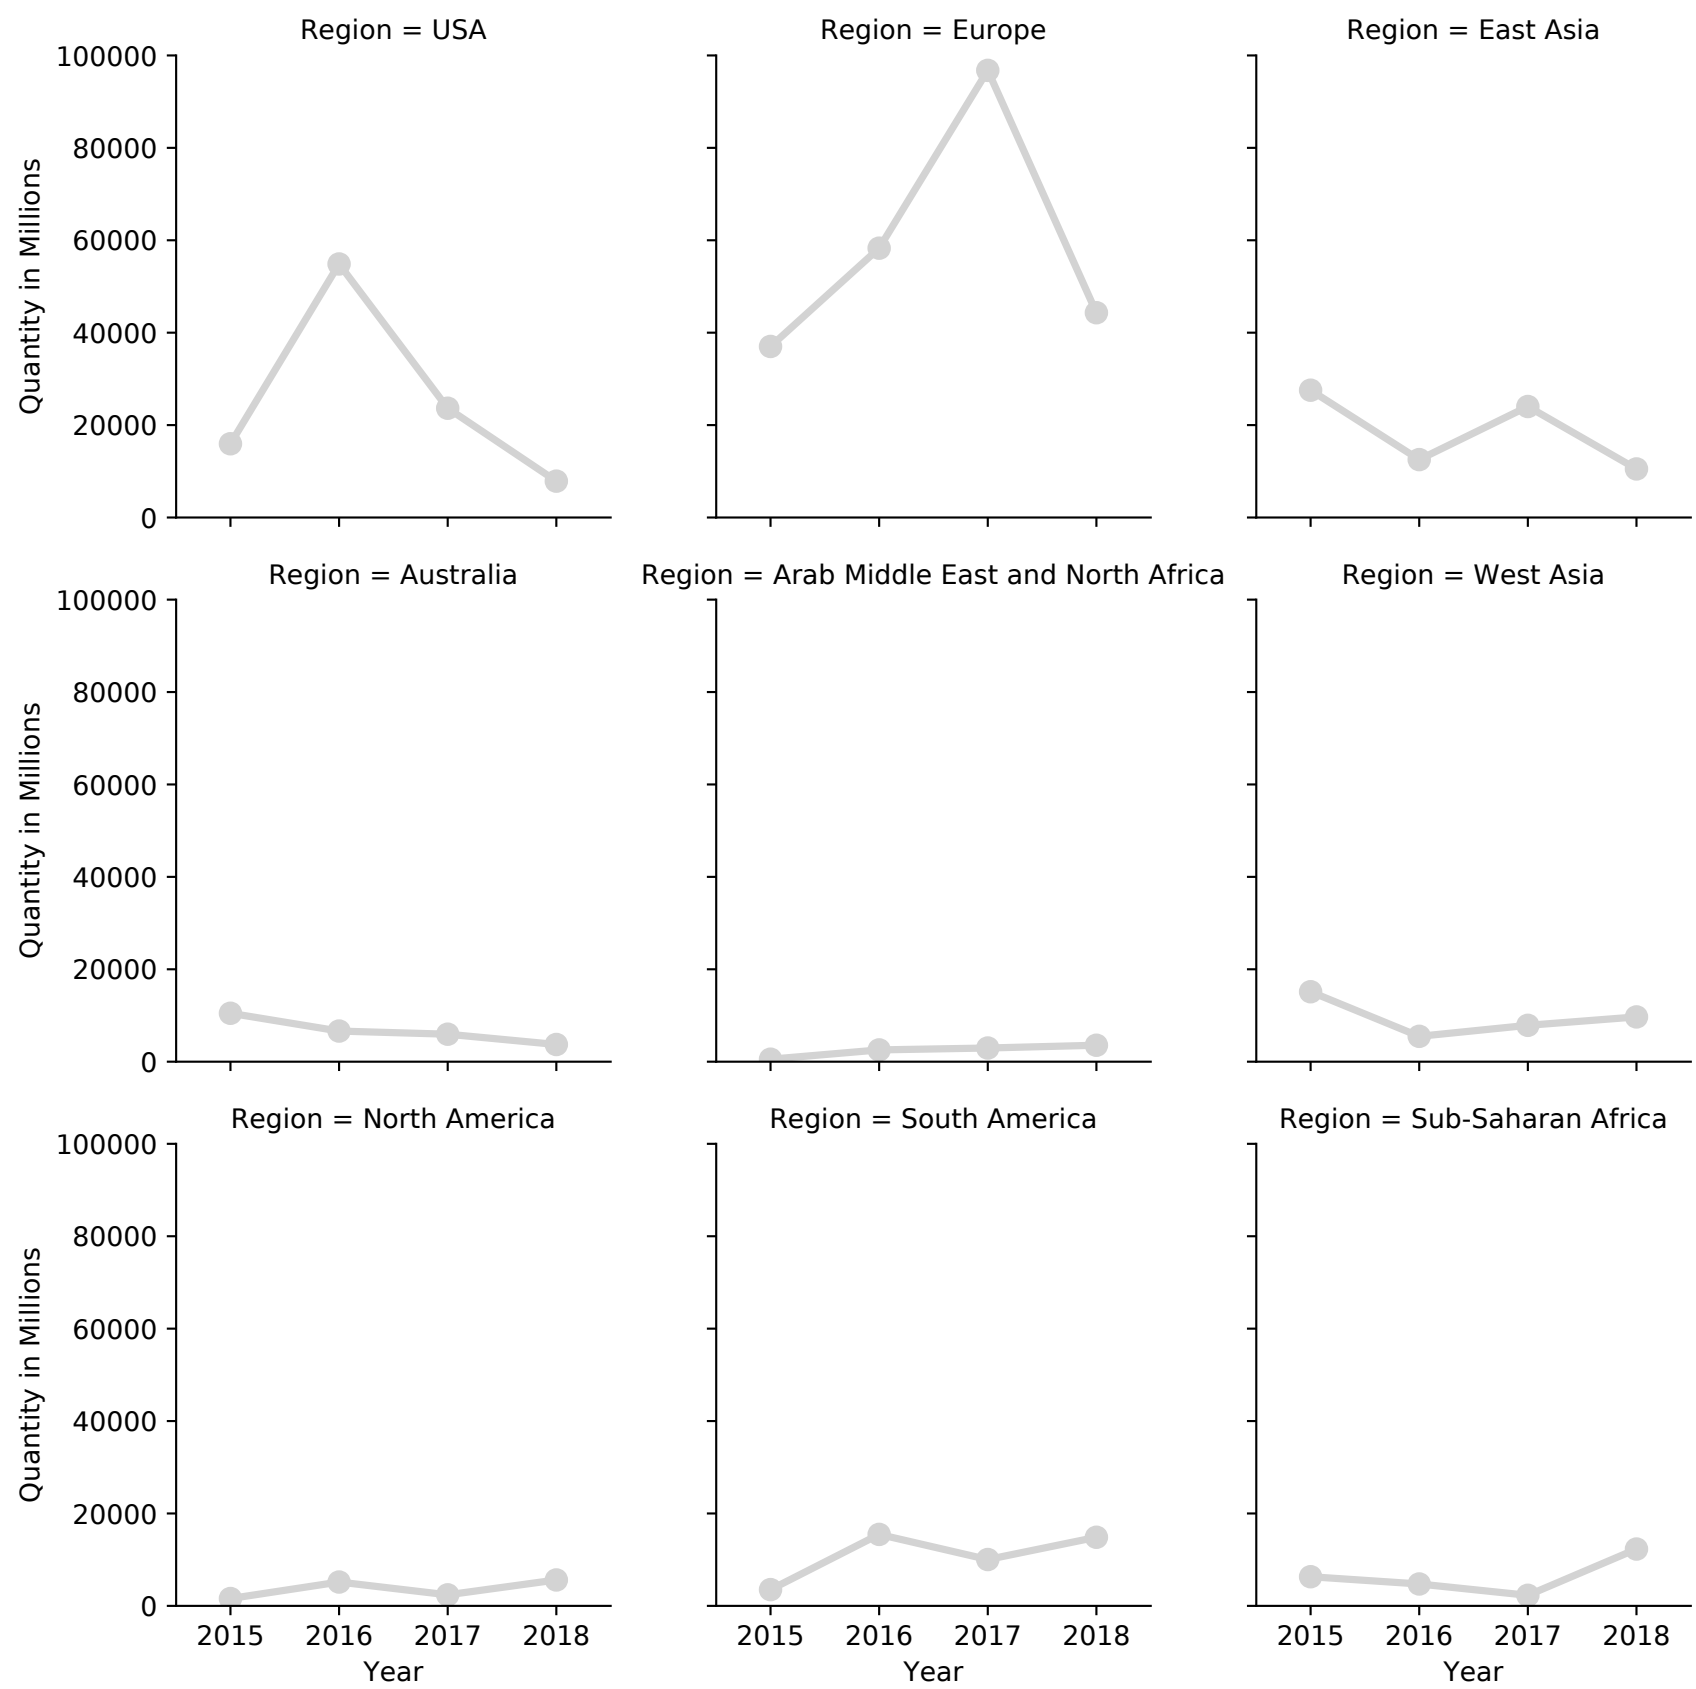 Region = USA
Region = Europe
Region = East Asia
100000
80000
60000
40000
20000
0
Quantity in Millions
Region = Australia
Region = Arab Middle East and North Africa
Region = West Asia
100000
80000
60000
40000
20000
0
Quantity in Millions
Region = North America
Region = South America
Region = Sub-Saharan Africa
100000
80000
60000
40000
20000
0
Quantity in Millions
2015 2016 2017 2018
2015 2016 2017 2018
2015 2016 2017 2018
Year
Year
Year